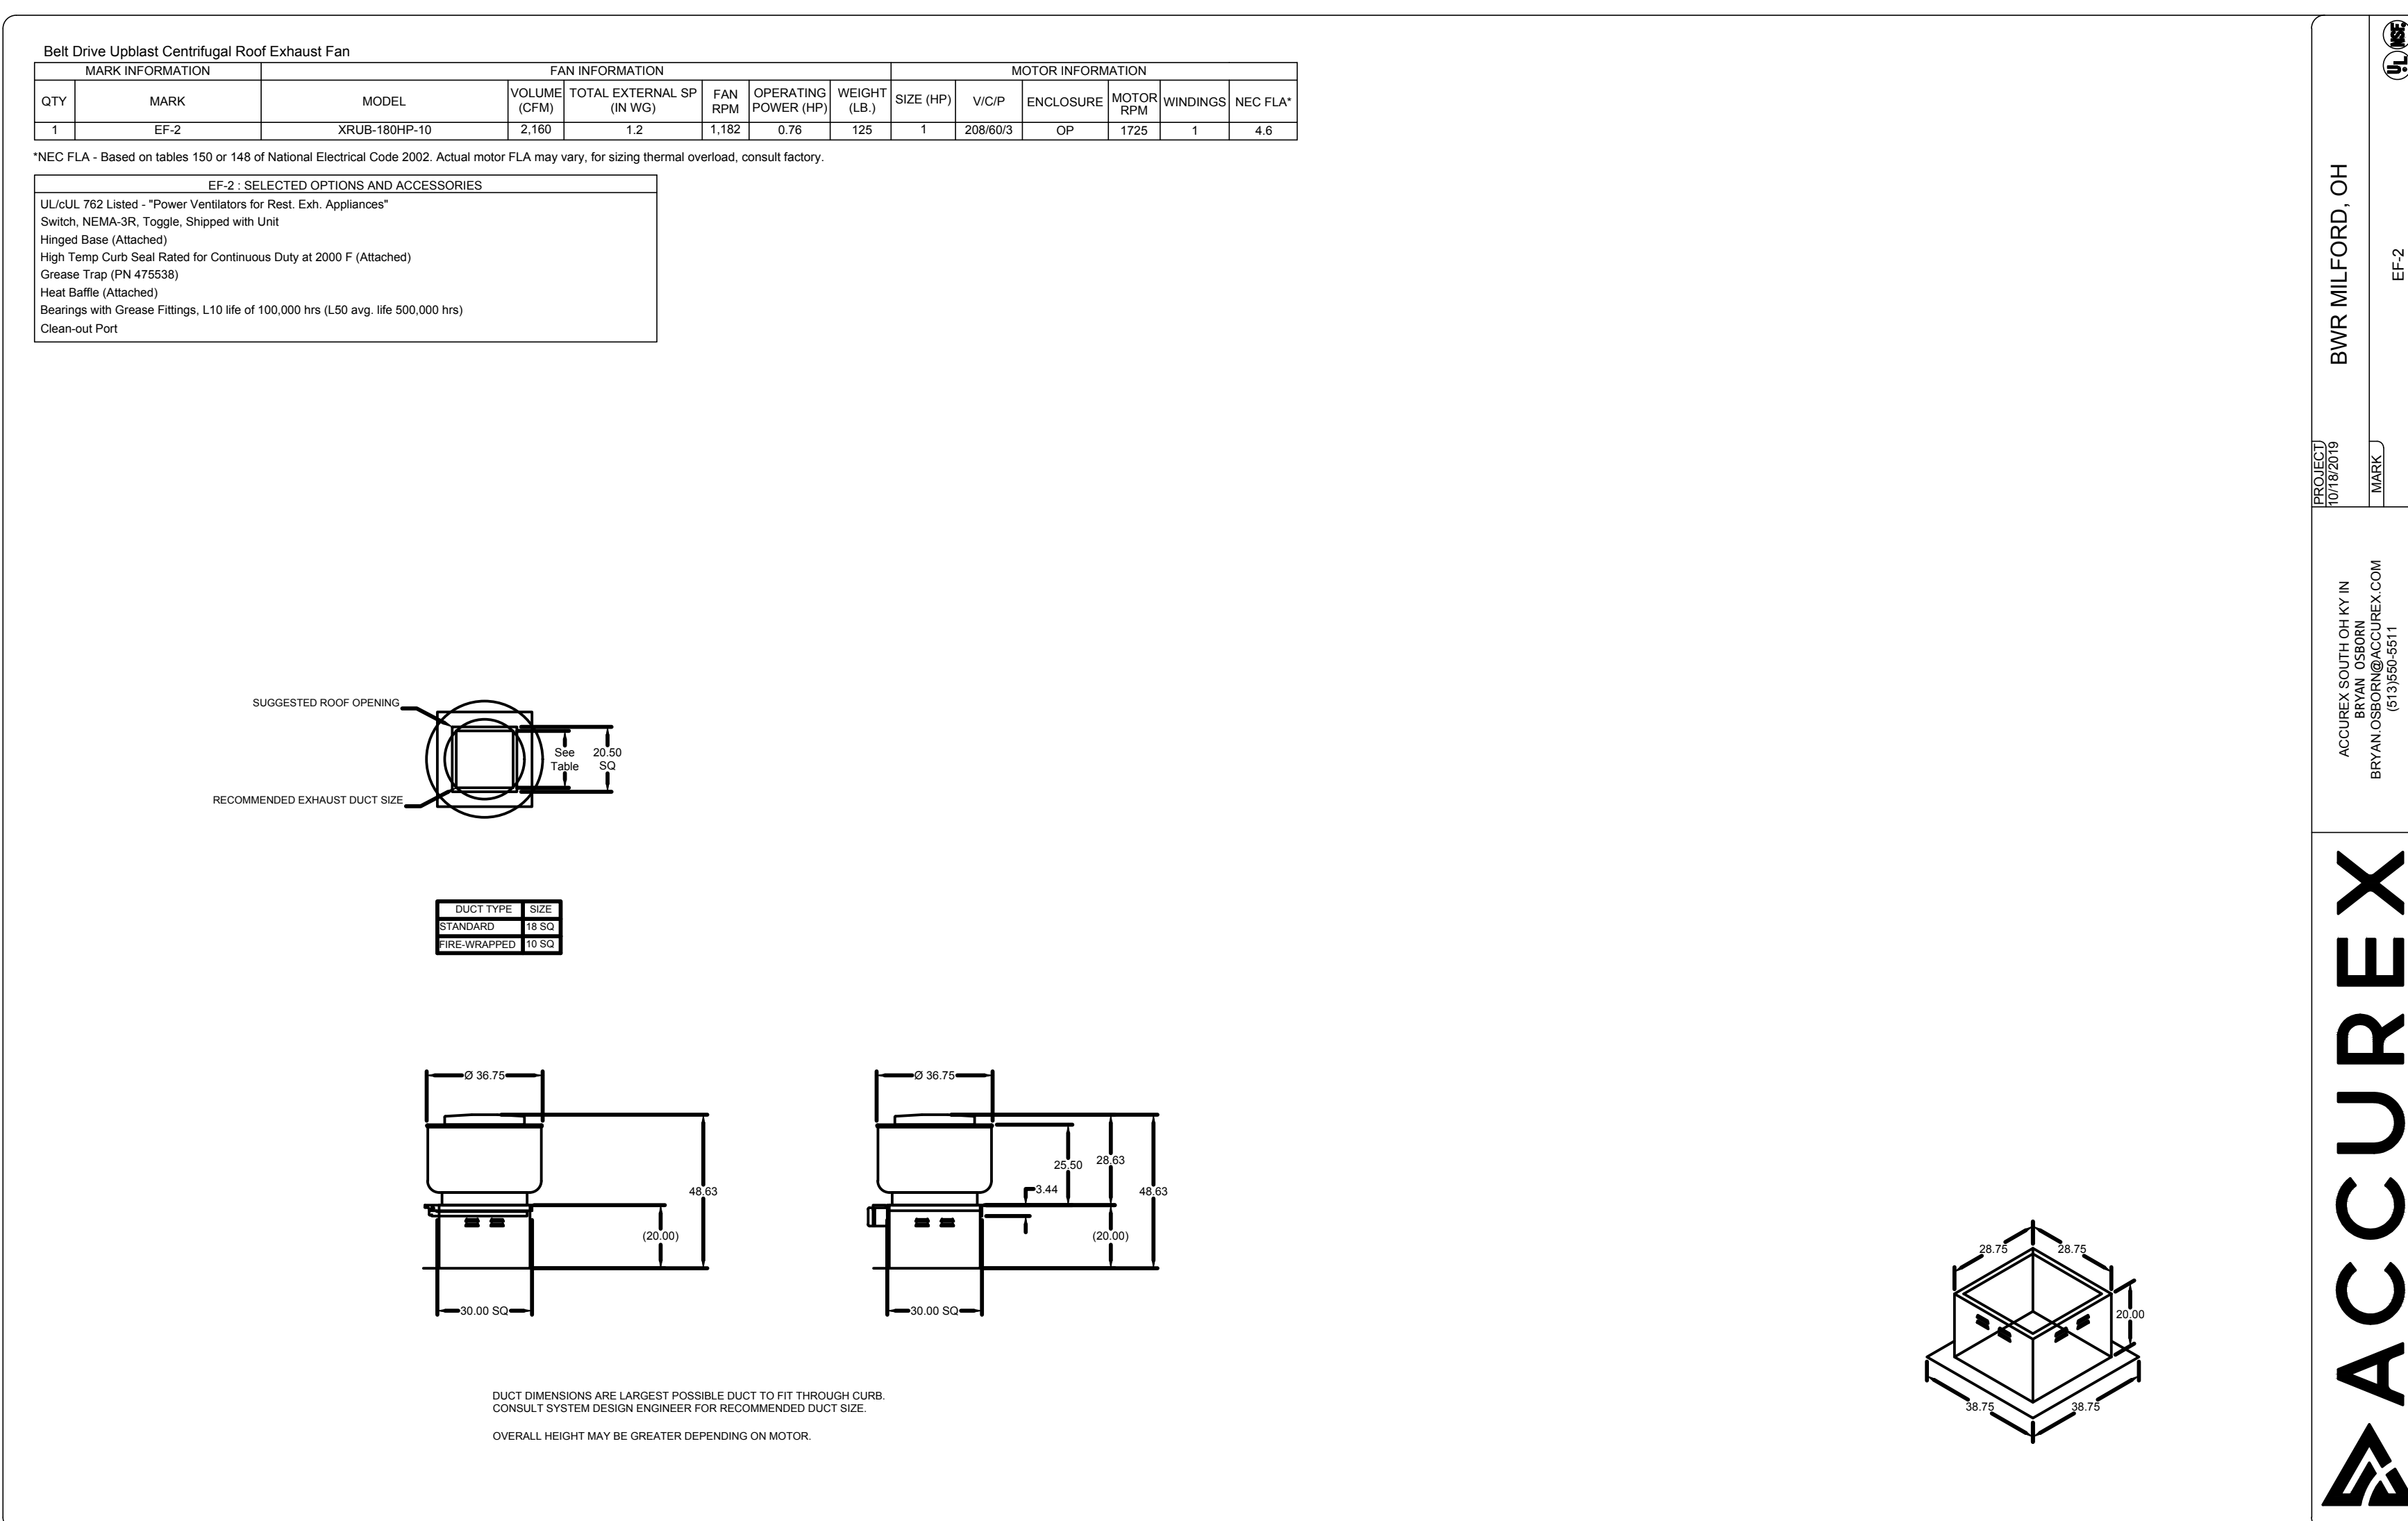 Belt Drive Upblast Centrifugal Roof Exhaust Fan
MARK INFORMATION FAN INFORMATION MOTOR INFORMATION
QTY MARK MODEL VOLUME (CFM) TOTAL EXTERNAL SP (IN WG) FAN RPM OPERATING POWER (HP) WEIGHT (LB.) SIZE (HP) V/C/P ENCLOSURE MOTOR RPM WINDINGS NEC FLA*
1 EF-2 XRUB-180HP-10 2,160 1.2 1,182 0.76 125 1 208/60/3 OP 1725 1 4.6
*NEC FLA - Based on tables 150 or 148 of National Electrical Code 2002. Actual motor FLA may vary, for sizing thermal overload, consult factory.
EF-2 : SELECTED OPTIONS AND ACCESSORIES
UL/cUL 762 Listed - "Power Ventilators for Rest. Exh. Appliances"
Switch, NEMA-3R, Toggle, Shipped with Unit
Hinged Base (Attached)
High Temp Curb Seal Rated for Continuous Duty at 2000 F (Attached)
Grease Trap (PN 475538)
Heat Baffle (Attached)
Bearings with Grease Fittings, L10 life of 100,000 hrs (L50 avg. life 500,000 hrs)
Clean-out Port
SUGGESTED ROOF OPENING
See Table
20.50 SQ
RECOMMENDED EXHAUST DUCT SIZE
DUCT TYPE SIZE
STANDARD 18 SQ
FIRE-WRAPPED 10 SQ
Ø 36.75
48.63
(20.00)
30.00 SQ
Ø 36.75
25.50
28.63
3.44
48.63
(20.00)
30.00 SQ
28.75
28.75
20.00
38.75
38.75
DUCT DIMENSIONS ARE LARGEST POSSIBLE DUCT TO FIT THROUGH CURB.
CONSULT SYSTEM DESIGN ENGINEER FOR RECOMMENDED DUCT SIZE.
OVERALL HEIGHT MAY BE GREATER DEPENDING ON MOTOR.
UL NSF.
PROJECT
10/18/2019
BWR MILFORD, OH
MARK
EF-2
ACCUREX SOUTH OH KY IN
BRYAN OSBORN
BRYAN.OSBORN@ACCUREX.COM
(513)550-5511
ACCUREX